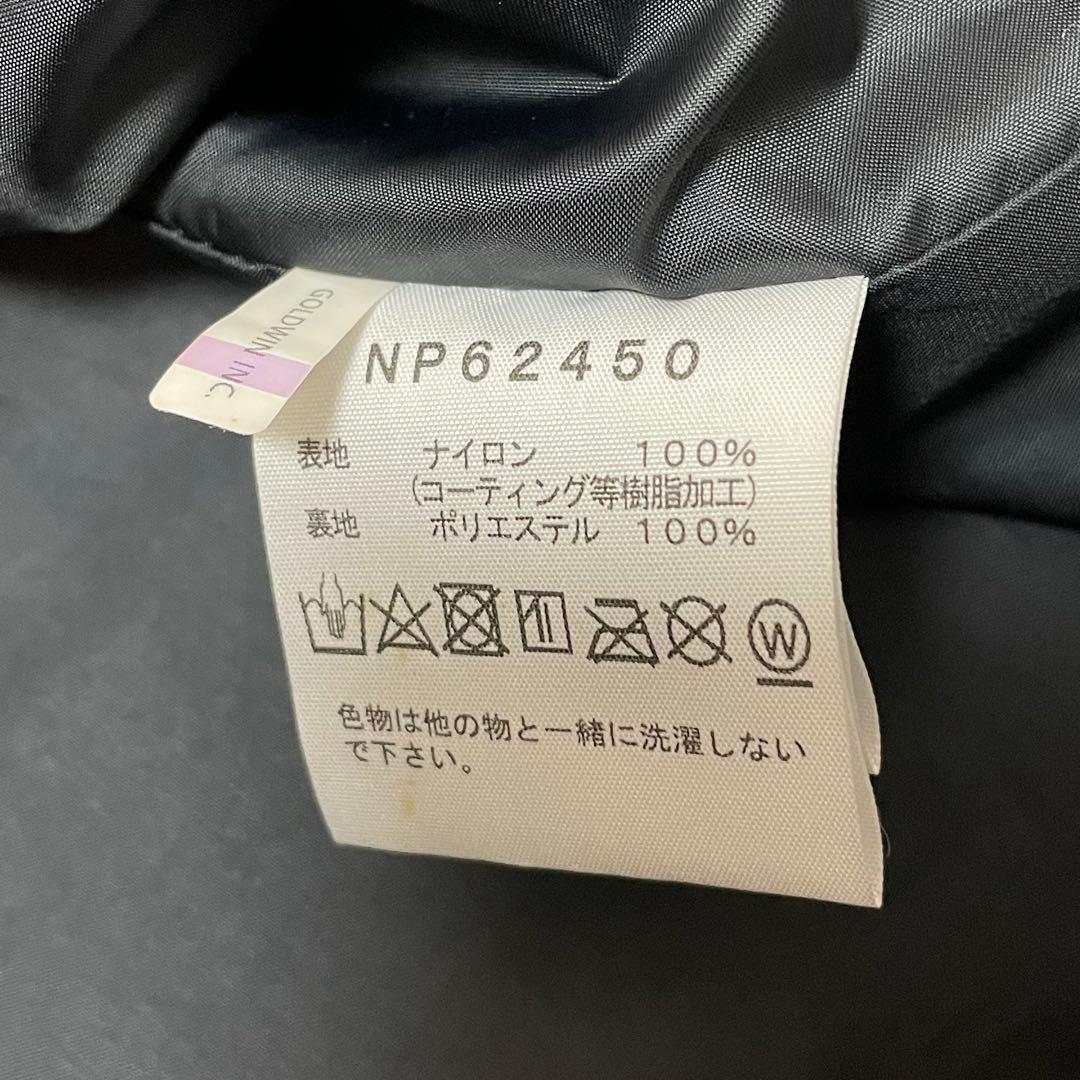 GOLDWIN INC.
NP62450
表地 ナイロン 100%
(コーティング等樹脂加工)
裏地 ポリエステル 100%
W
色物は他の物と一緒に洗濯しない
で下さい。